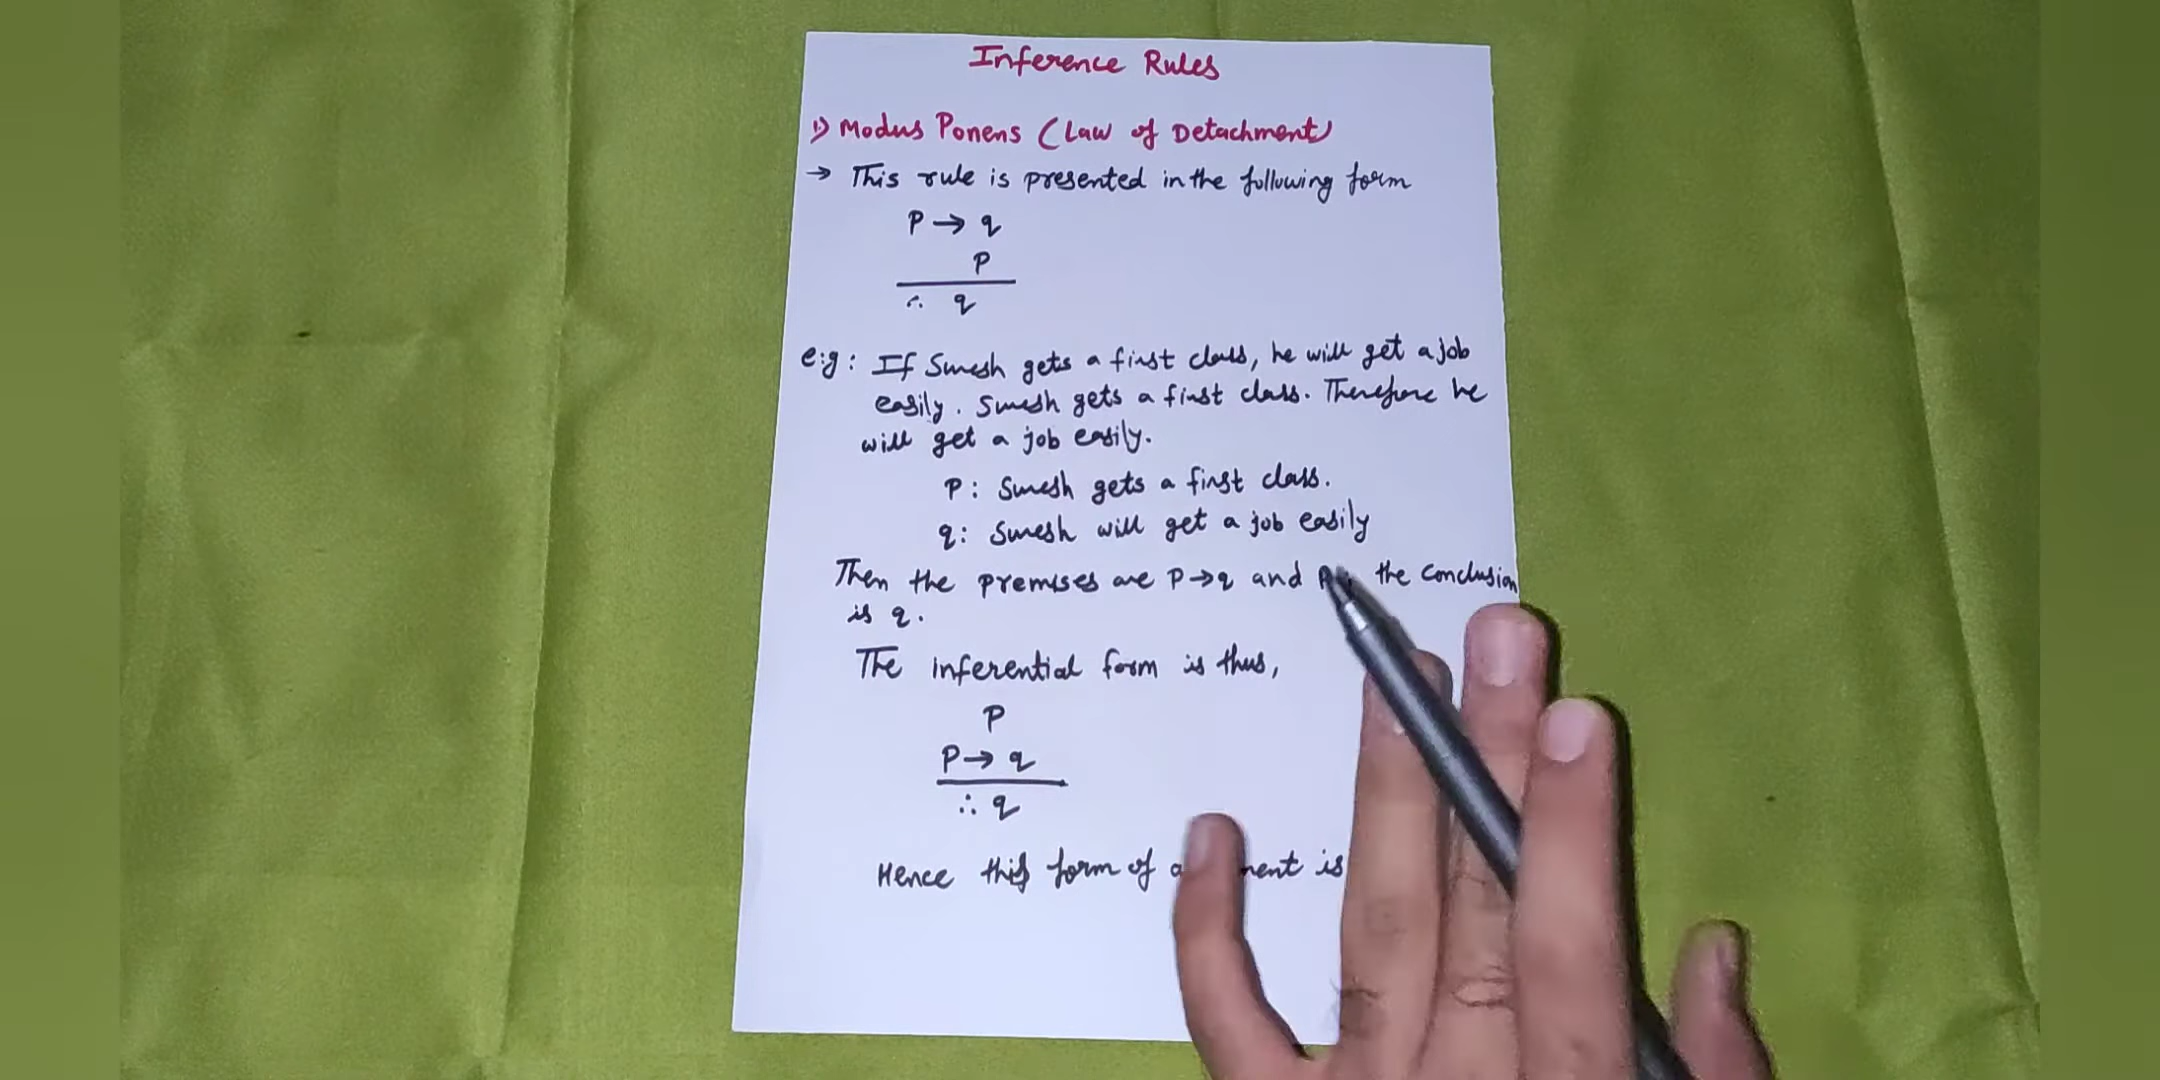 Inference Rules
1) Modus Ponens (Law of Detachment)
→ This rule is presented in the following form
P → q
P
∴ q
e:g: If Suresh gets a first class, he will get a job
easily. Suresh gets a first class. Therefore he
will get a job easily.
P: Suresh gets a first class.
q: Suresh will get a job easily
Then the premises are P→q and the conclusion
is q.
The inferential form is thus,
P
P → q
∴ q
Hence this form of is